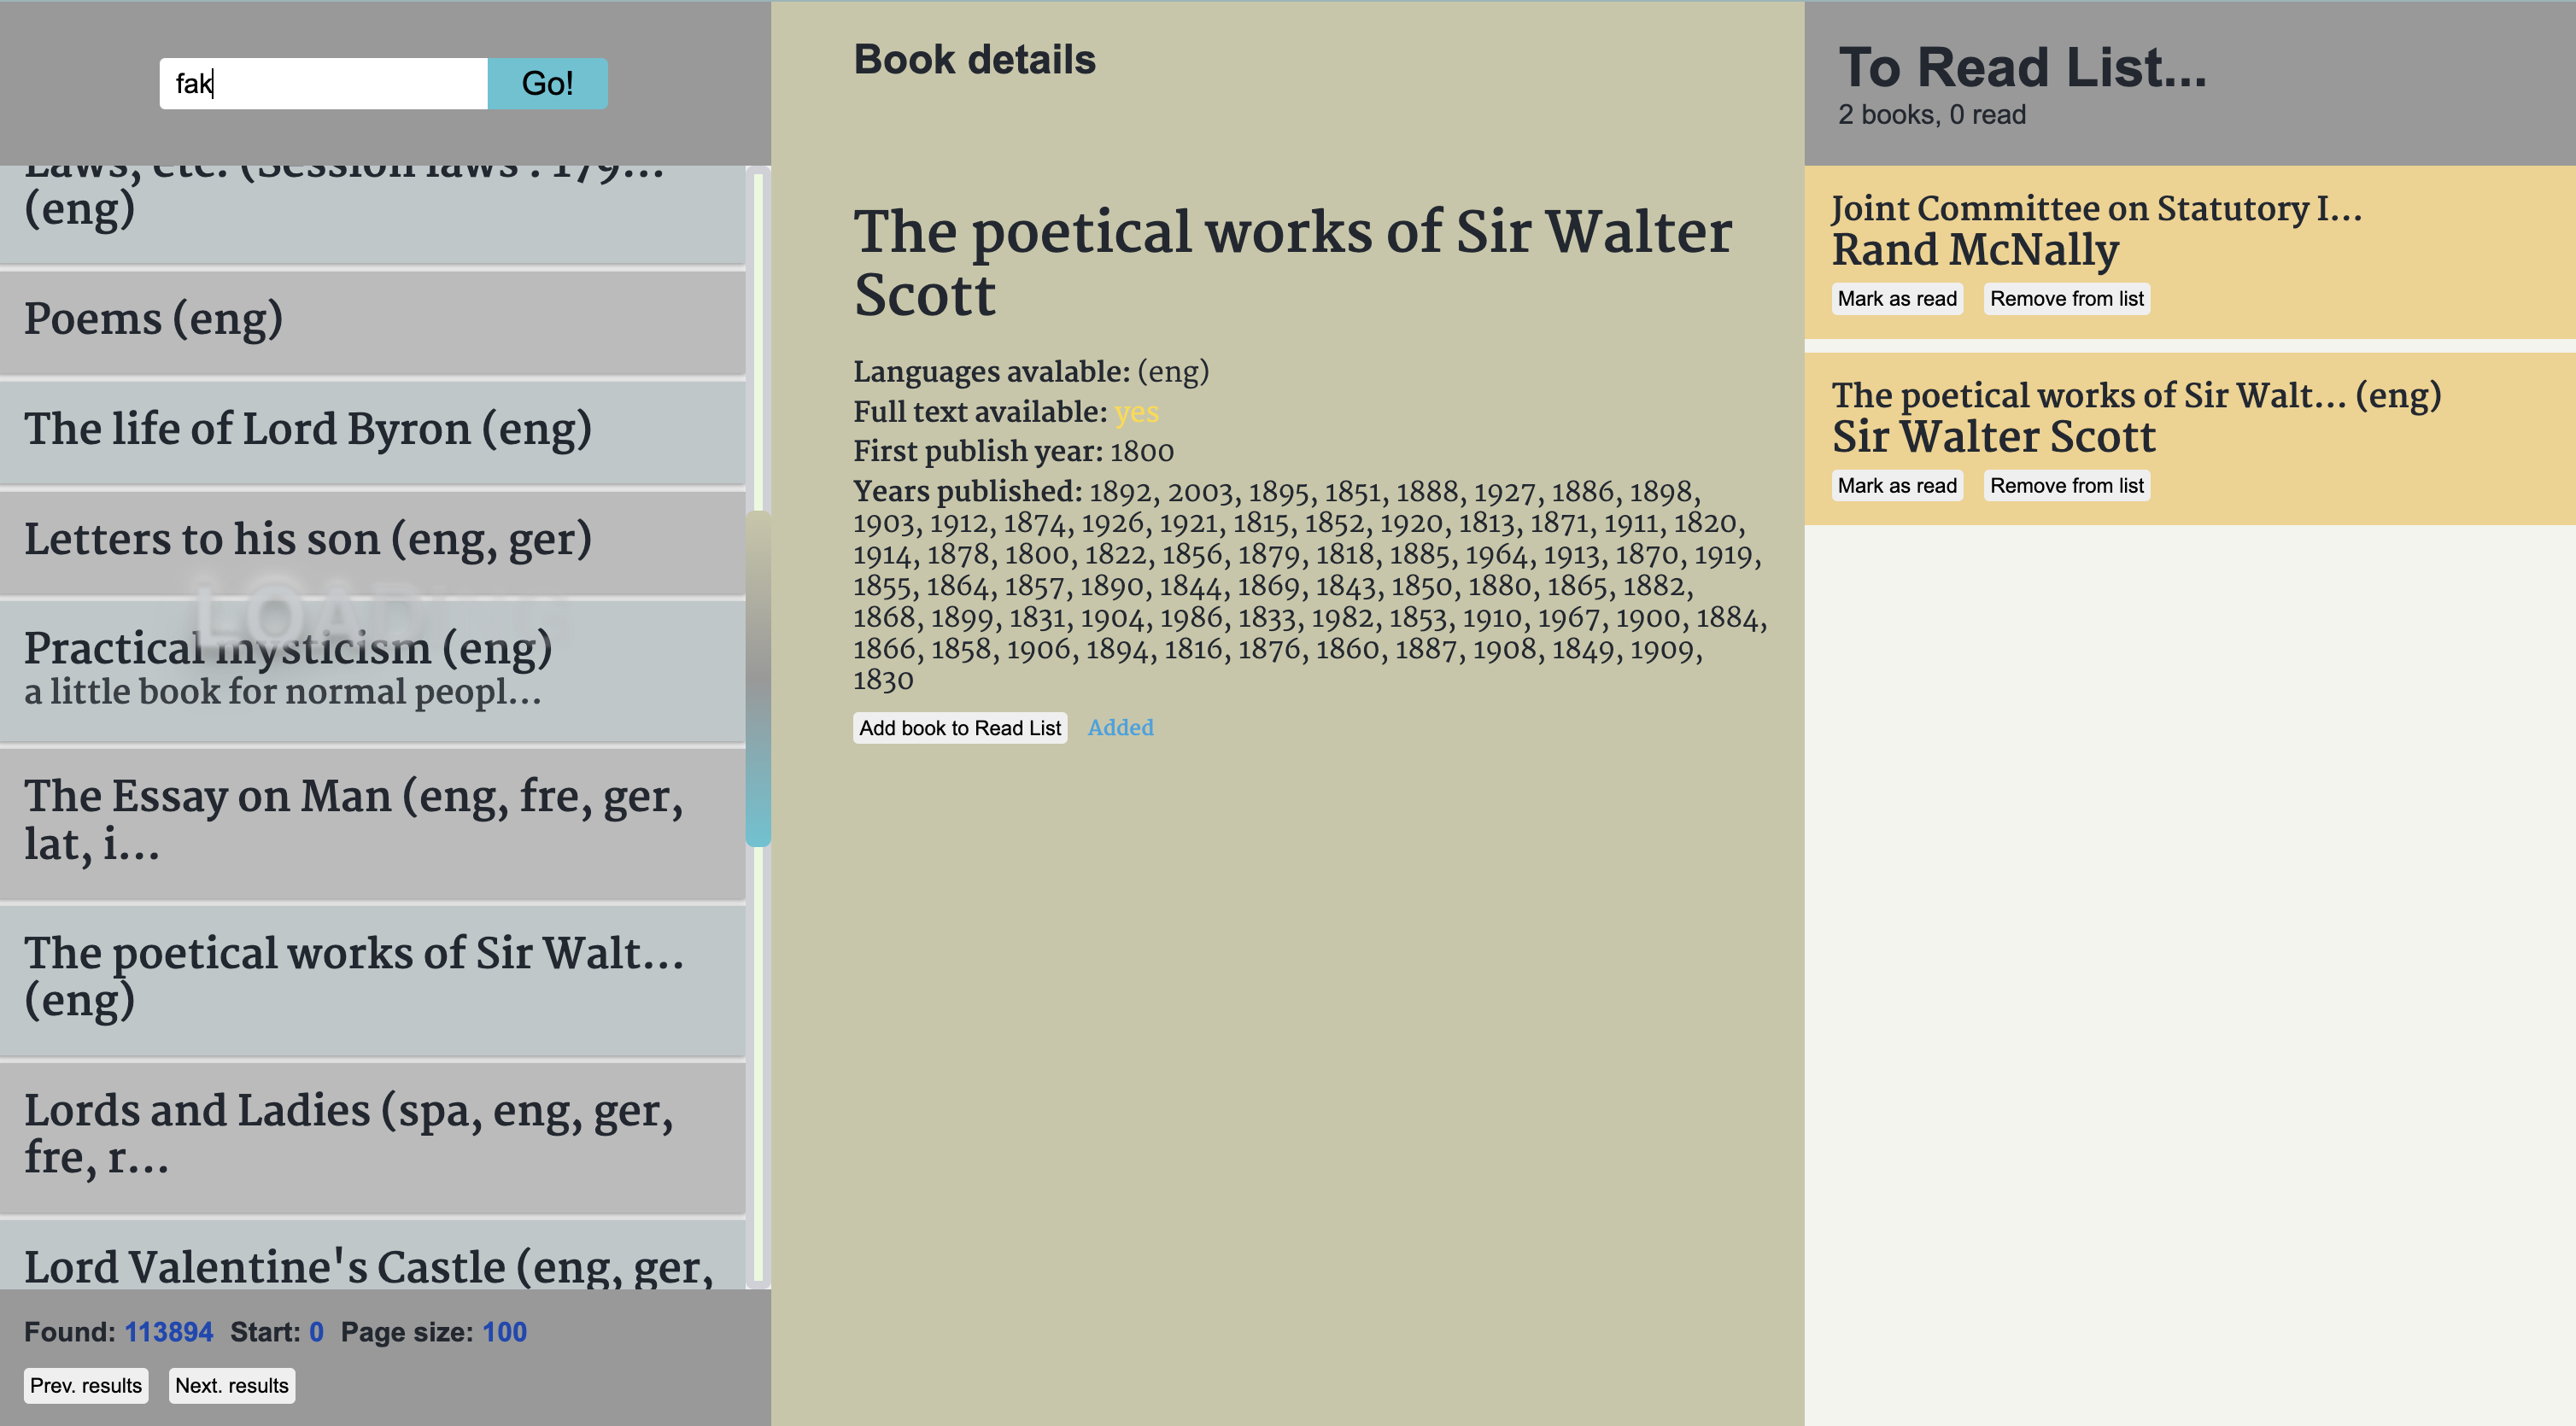 fak
Go!
Laws, etc. (Session laws : 179...
(eng)
Poems (eng)
The life of Lord Byron (eng)
Letters to his son (eng, ger)
LOAD
Practical mysticism (eng)
a little book for normal peopl...
The Essay on Man (eng, fre, ger,
lat, i...
The poetical works of Sir Walt...
(eng)
Lords and Ladies (spa, eng, ger,
fre, r...
Lord Valentine's Castle (eng, ger,
Found: 113894 Start: 0 Page size: 100
Prev. results Next. results
Book details
The poetical works of Sir Walter
Scott
Languages avalable: (eng)
Full text available: yes
First publish year: 1800
Years published: 1892, 2003, 1895, 1851, 1888, 1927, 1886, 1898,
1903, 1912, 1874, 1926, 1921, 1815, 1852, 1920, 1813, 1871, 1911, 1820,
1914, 1878, 1800, 1822, 1856, 1879, 1818, 1885, 1964, 1913, 1870, 1919,
1855, 1864, 1857, 1890, 1844, 1869, 1843, 1850, 1880, 1865, 1882,
1868, 1899, 1831, 1904, 1986, 1833, 1982, 1853, 1910, 1967, 1900, 1884,
1866, 1858, 1906, 1894, 1816, 1876, 1860, 1887, 1908, 1849, 1909,
1830
Add book to Read List Added
To Read List...
2 books, 0 read
Joint Committee on Statutory I...
Rand McNally
Mark as read Remove from list
The poetical works of Sir Walt... (eng)
Sir Walter Scott
Mark as read Remove from list